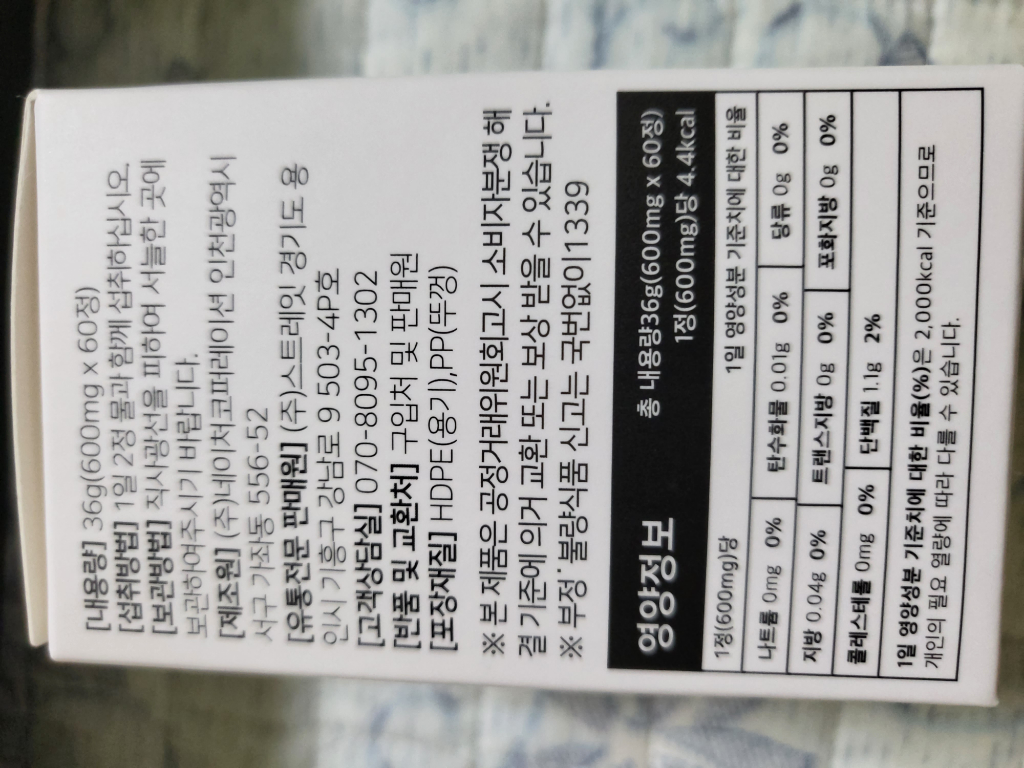 [내용량] 36g(600mg x 60정)
[섭취방법] 1일 2정 물과 함께 섭취하십시오.
[보관방법] 직사광선을 피하여 서늘한 곳에
보관하여주시기 바랍니다.
[제조원] (주)네이처코퍼레이션 인천광역시
서구 가좌동 556-52
[유통전문 판매원] (주)스트레잇 경기도 용
인시 기흥구 강남로 9 503-4P호
[고객상담실] 070-8095-1302
[반품 및 교환처] 구입처 및 판매원
[포장재질] HDPE(용기),PP(뚜껑)
※ 본 제품은 공정거래위원회고시 소비자분쟁 해
결 기준에 의거 교환 또는 보상 받을 수 있습니다.
※ 부정˙불량식품 신고는 국번없이 1339
영양정보 총 내용량36g(600mg x 60정)
1정(600mg)당 4.4kcal
1정(600mg)당 1일 영양성분 기준치에 대한 비율
나트륨 0mg 0% 탄수화물 0.01g 0% 당류 0g 0%
지방 0.04g 0% 트랜스지방 0g 0% 포화지방 0g 0%
콜레스테롤 0mg 0% 단백질 1.1g 2%
1일 영양성분 기준치에 대한 비율(%)은 2,000kcal 기준으므로
개인의 필요 열량에 따라 다를 수 있습니다.